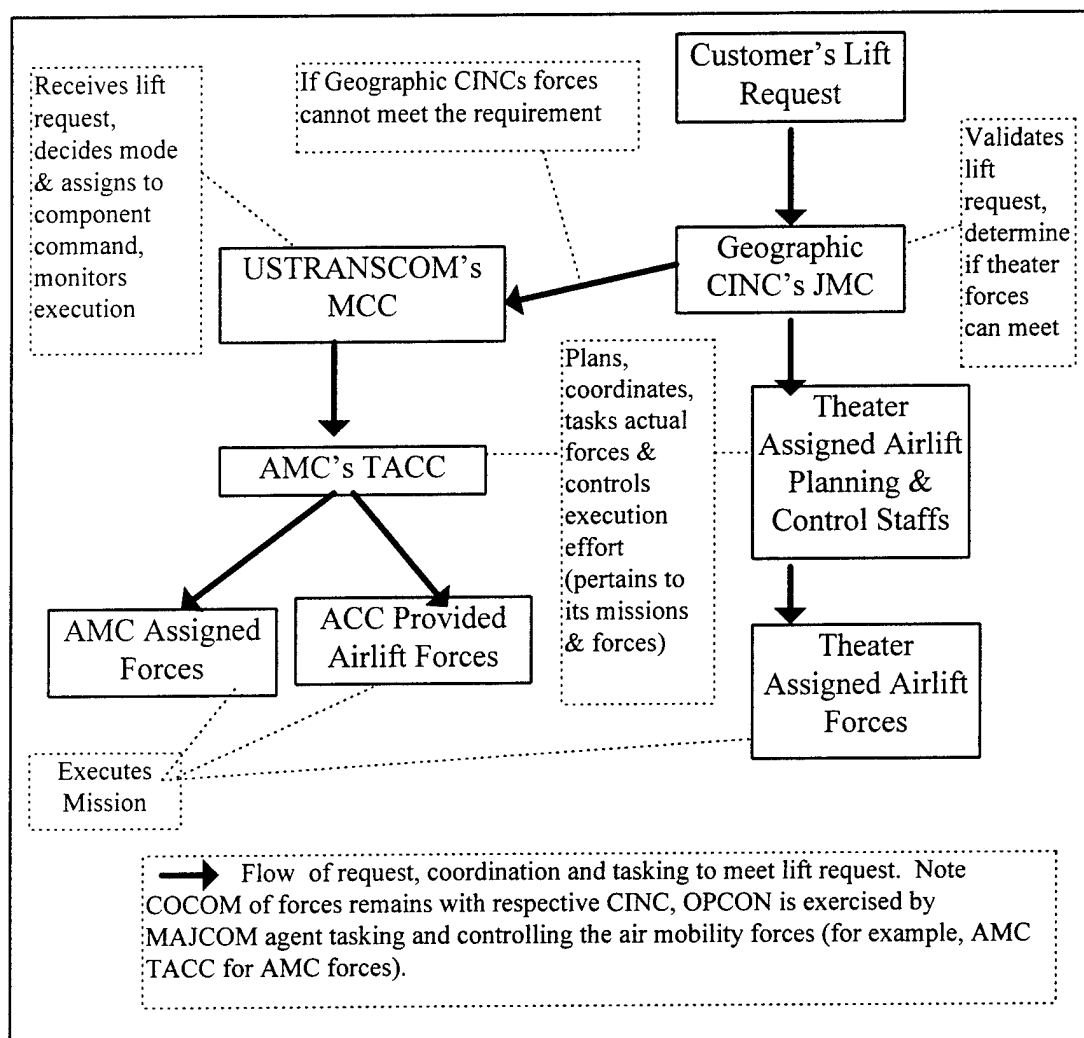 Customer's Lift
Request
Receives lift
request,
decides mode
& assigns to
component
command,
monitors
execution
If Geographic CINCs forces
cannot meet the requirement
Validates
lift
request,
determine
if theater
forces
can meet
USTRANSCOM's
MCC
Geographic
CINC's JMC
Plans,
coordinates,
tasks actual
forces &
controls
execution
effort
(pertains to
its missions
& forces)
Theater
Assigned Airlift
Planning &
Control Staffs
AMC's TACC
AMC Assigned
Forces
ACC Provided
Airlift Forces
Theater
Assigned Airlift
Forces
Executes
Mission
Flow of request, coordination and tasking to meet lift request. Note
COCOM of forces remains with respective CINC, OPCON is exercised by
MAJCOM agent tasking and controlling the air mobility forces (for example, AMC
TACC for AMC forces).